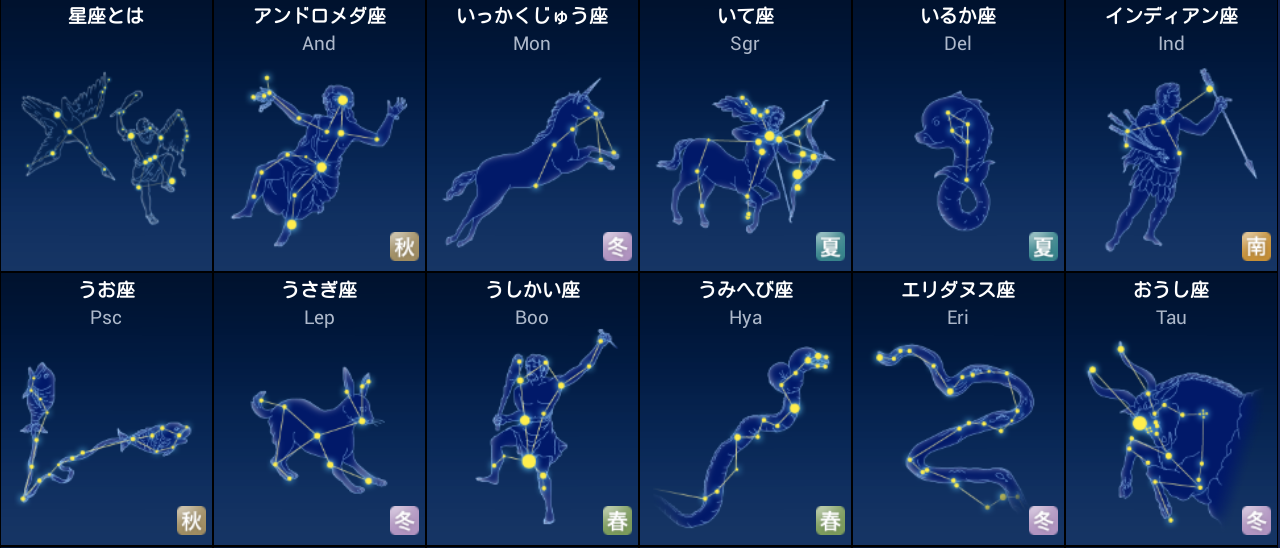 星座とは
アンドロメダ座
And
秋
いっかくじゅう座
Mon
冬
いて座
Sgr
夏
いるか座
Del
夏
インディアン座
Ind
南
うお座
Psc
秋
うさぎ座
Lep
冬
うしかい座
Boo
春
うみへび座
Hya
春
エリダヌス座
Eri
冬
おうし座
Tau
冬